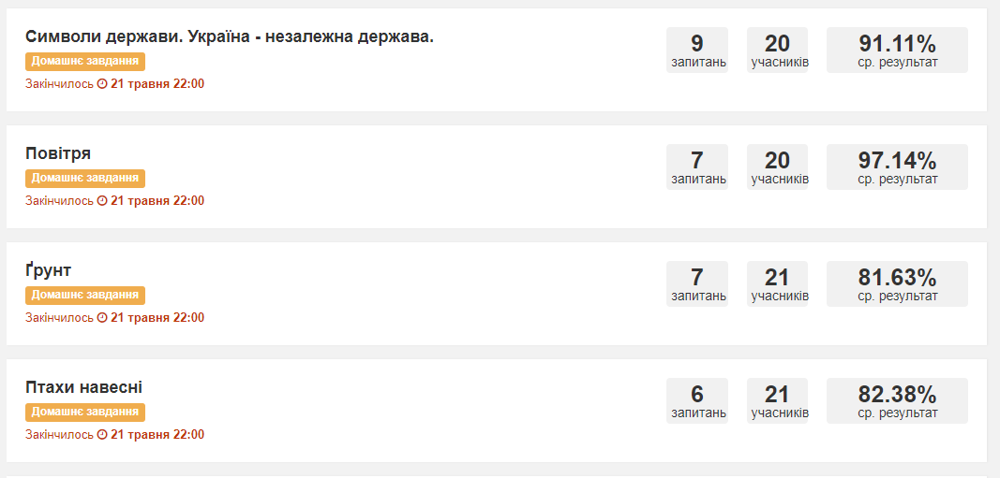 Символи держави. Україна - незалежна держава.
Домашнє завдання
Закінчилось 21 травня 22:00
9
запитань
20
учасників
91.11%
ср. результат
Повітря
Домашнє завдання
Закінчилось 21 травня 22:00
7
запитань
20
учасників
97.14%
ср. результат
Ґрунт
Домашнє завдання
Закінчилось 21 травня 22:00
7
запитань
21
учасників
81.63%
ср. результат
Птахи навесні
Домашнє завдання
Закінчилось 21 травня 22:00
6
запитань
21
учасників
82.38%
ср. результат